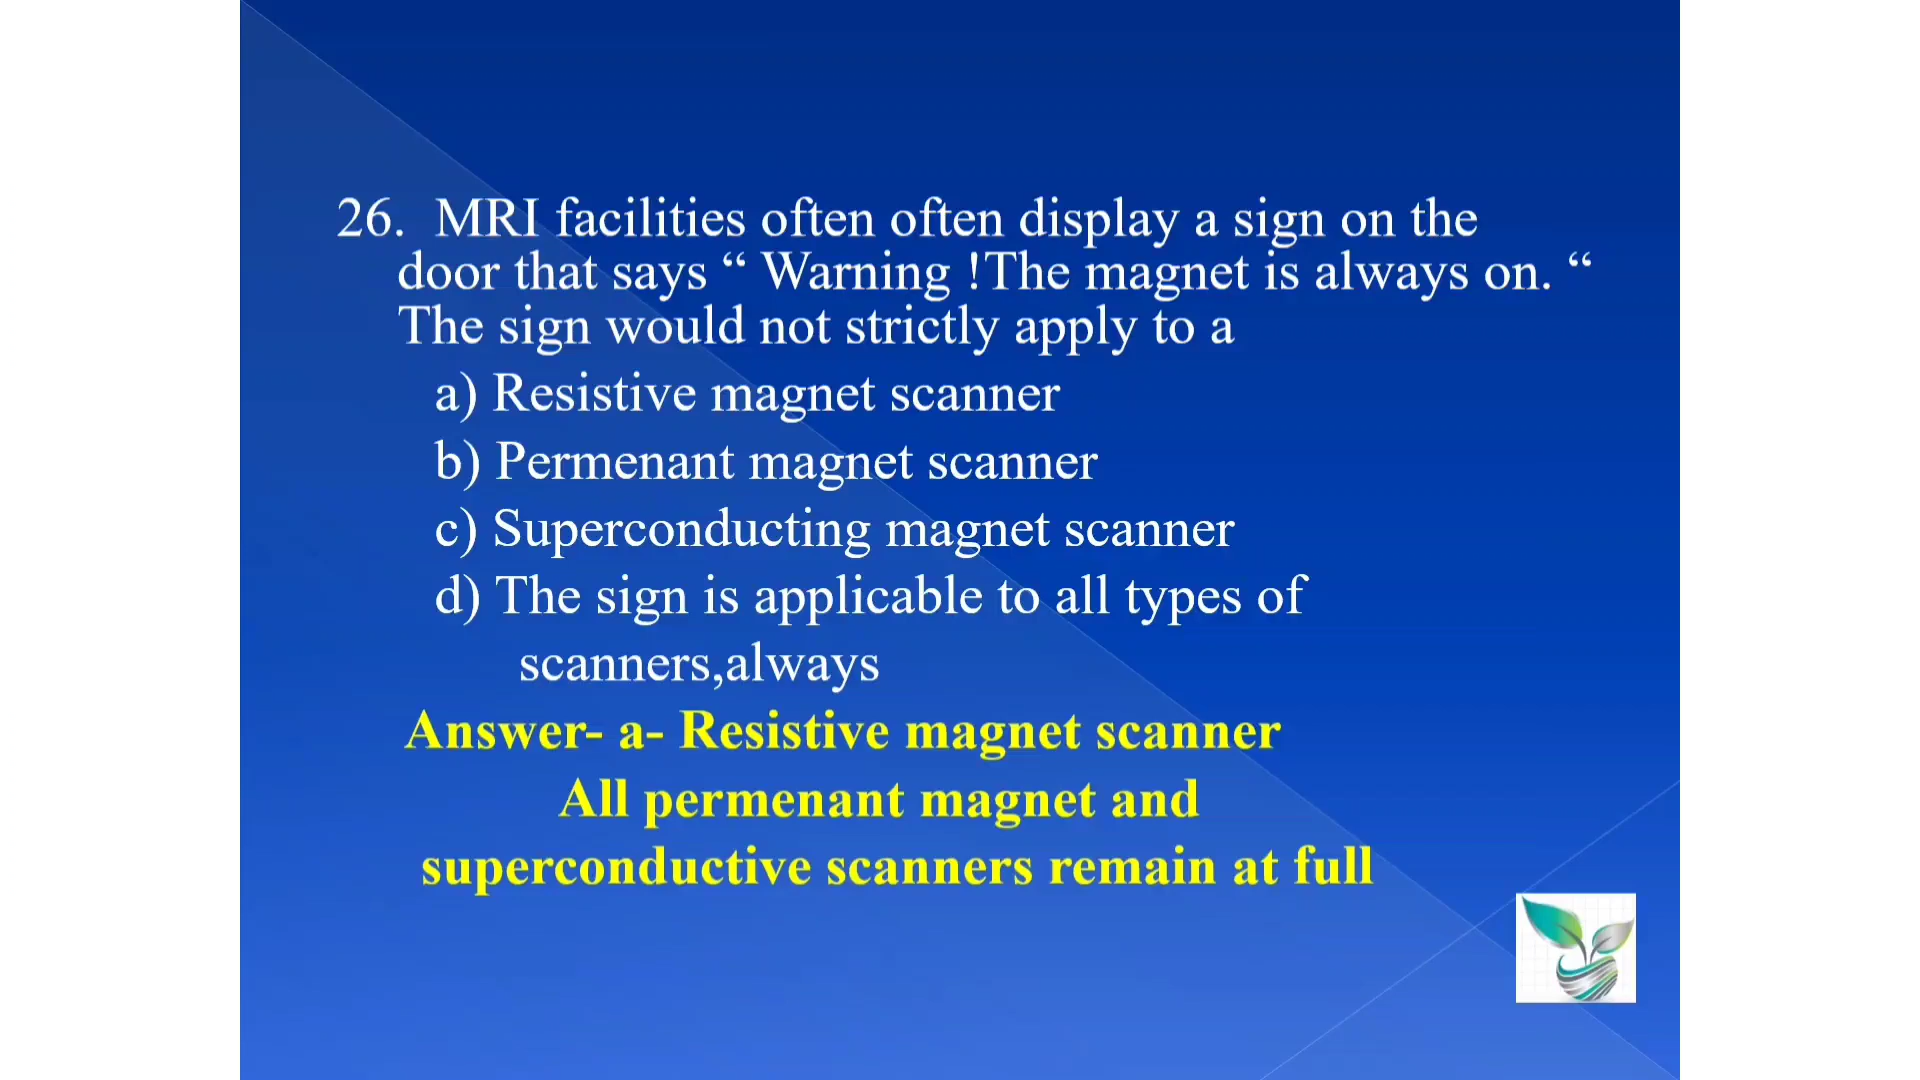 26. MRI facilities often often display a sign on the
door that says “ Warning !The magnet is always on. “
The sign would not strictly apply to a
a) Resistive magnet scanner
b) Permenant magnet scanner
c) Superconducting magnet scanner
d) The sign is applicable to all types of
scanners,always
Answer- a- Resistive magnet scanner
All permenant magnet and
superconductive scanners remain at full